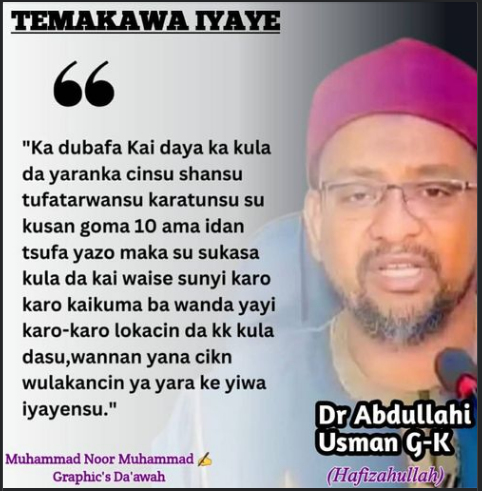 TEMAKAWA IYAYE
"Ka dubafa Kai daya ka kula
da yaranka cinsu shansu
tufatarwansu karatunsu su
kusan goma 10 ama idan
tsufa yazo maka su sukasa
kula da kai waise sunyi karo
karo kaikuma ba wanda yayi
karo-karo lokacin da kk kula
dasu,wannan yana cikn
wulakancin ya yara ke yiwa
iyayensu."
Dr Abdullahi
Usman G-K
(Hafizahullah)
Muhammad Noor Muhammad ✍
Graphic's Da'awah